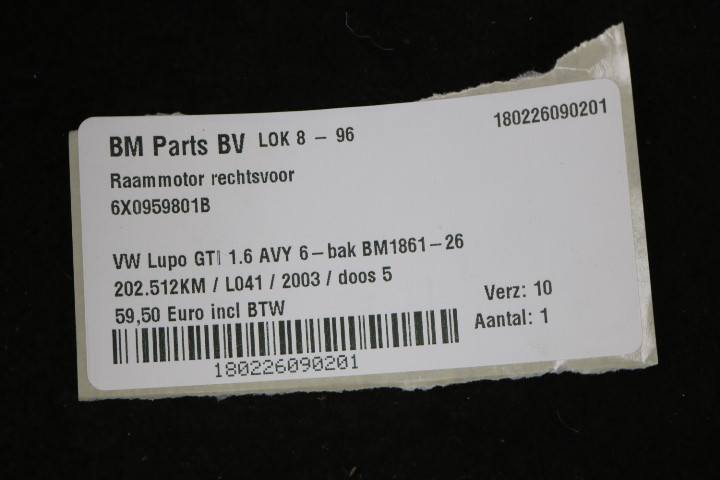 BM Parts BV LOK 8 - 96 180226090201
Raammotor rechtsvoor
6X0959801B
VW Lupo GTI 1.6 AVY 6-bak BM1861-26
202.512KM / L041 / 2003 / doos 5
59,50 Euro incl BTW
Verz: 10
Aantal: 1
180226090201